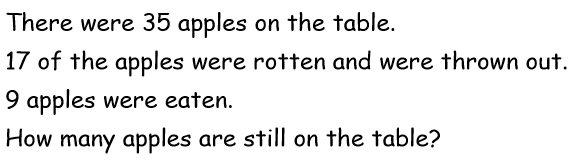 There were 35 apples on the table.
17 of the apples were rotten and were thrown out.
9 apples were eaten.
How many apples are still on the table?